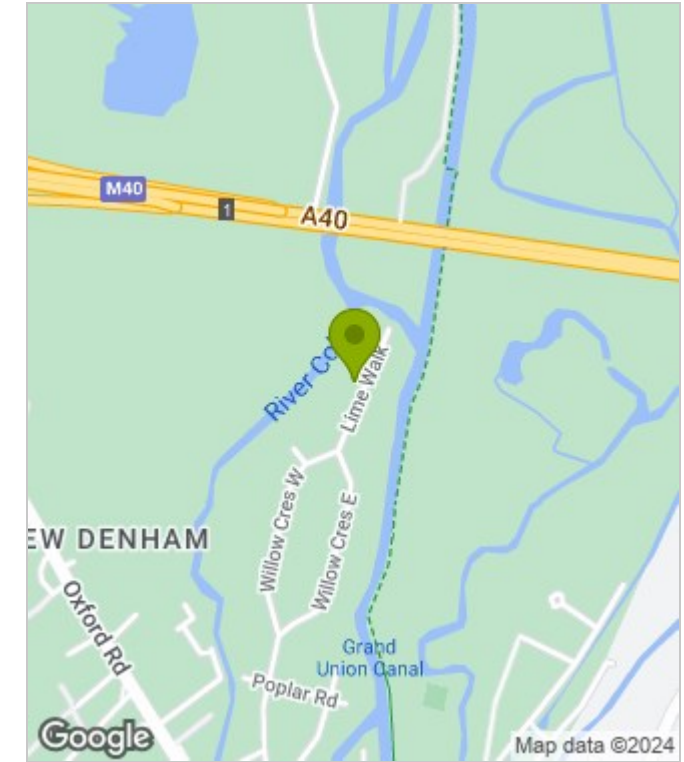 M40
1
A40
River Co
Lime Walk
Willow Cres W
Willow Cres E
EW DENHAM
Oxford Rd
Grand
Union Canal
Poplar Rd
Google
Map data ©2024